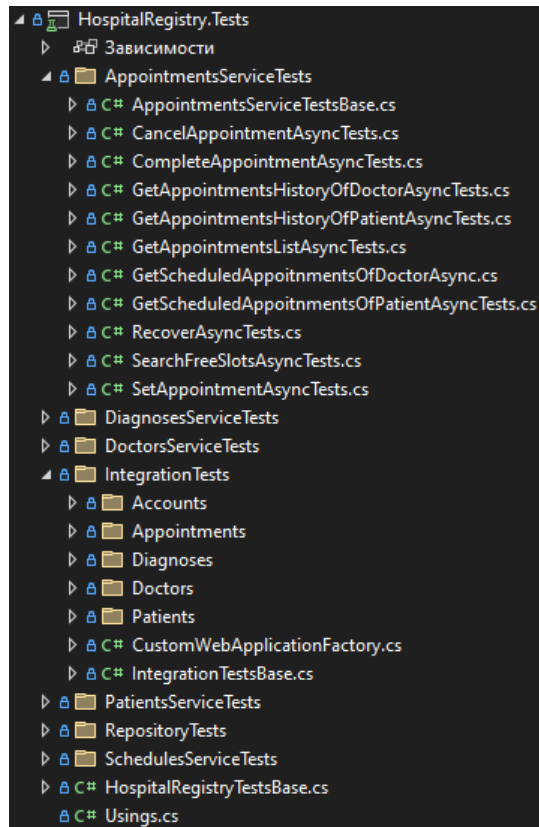 HospitalRegistry.Tests
Зависимости
AppointmentsServiceTests
C# AppointmentsServiceTestsBase.cs
C# CancelAppointmentAsyncTests.cs
C# CompleteAppointmentAsyncTests.cs
C# GetAppointmentsHistoryOfDoctorAsyncTests.cs
C# GetAppointmentsHistoryOfPatientAsyncTests.cs
C# GetAppointmentsListAsyncTests.cs
C# GetScheduledAppoitnmentsOfDoctorAsync.cs
C# GetScheduledAppoitnmentsOfPatientAsyncTests.cs
C# RecoverAsyncTests.cs
C# SearchFreeSlotsAsyncTests.cs
C# SetAppointmentAsyncTests.cs
DiagnosesServiceTests
DoctorsServiceTests
IntegrationTests
Accounts
Appointments
Diagnoses
Doctors
Patients
C# CustomWebApplicationFactory.cs
C# IntegrationTestsBase.cs
PatientsServiceTests
RepositoryTests
SchedulesServiceTests
C# HospitalRegistryTestsBase.cs
C# Usings.cs